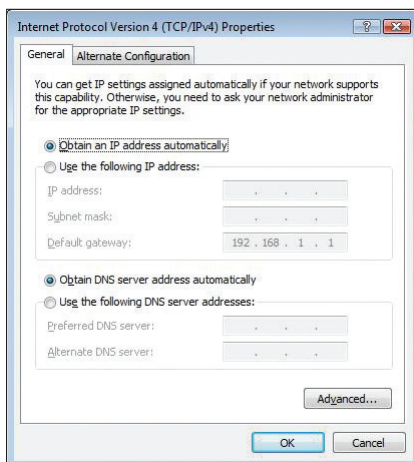 Internet Protocol Version 4 (TCP/IPv4) Properties
General
Alternate Configuration
You can get IP settings assigned automatically if your network supports
this capability. Otherwise, you need to ask your network administrator
for the appropriate IP settings.
Obtain an IP address automatically
Use the following IP address:
IP address: . . .
Subnet mask: . . .
Default gateway: 192 . 168 . 1 . 1
Obtain DNS server address automatically
Use the following DNS server addresses:
Preferred DNS server: . . .
Alternate DNS server: . . .
Advanced...
OK
Cancel